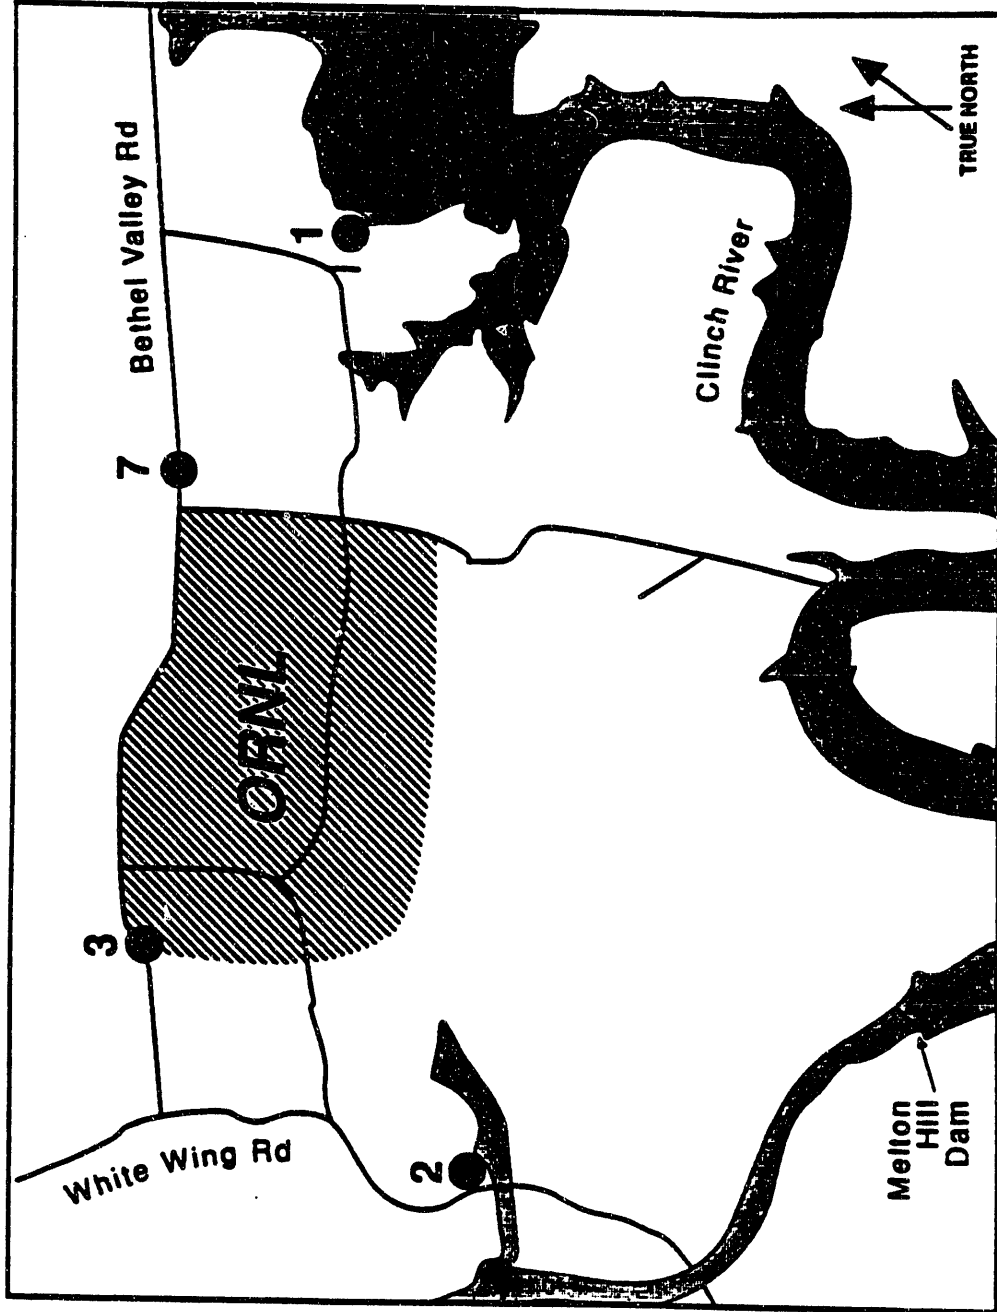 White Wing Rd
3
ORNL
7
Bethel Valley Rd
1
2
Clinch River
Melton
Hill
Dam
TRUE NORTH